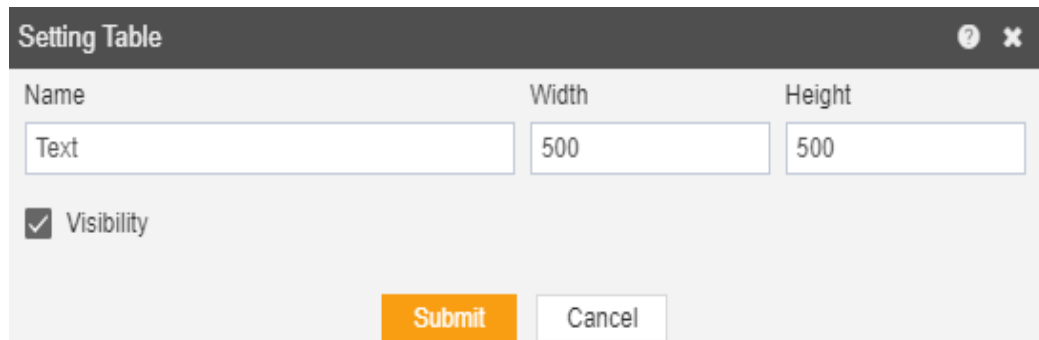 Setting Table
Name Width Height
Text 500 500
Visibility
Submit Cancel